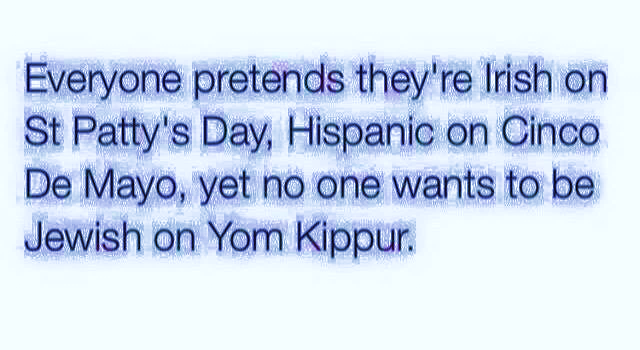 Everyone pretends they're Irish on
St Patty's Day, Hispanic on Cinco
De Mayo, yet no one wants to be
Jewish on Yom Kippur.